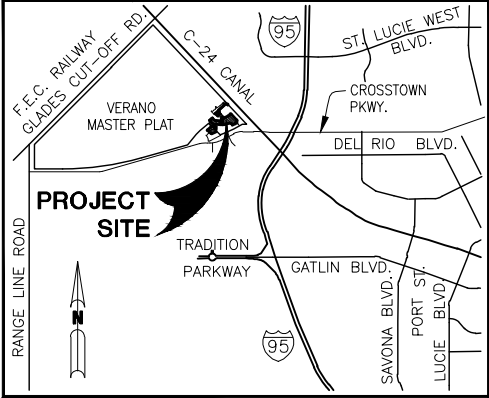 95
ST. LUCIE WEST
BLVD.
F.E.C. RAILWAY
GLADES CUT-OFF RD.
C-24 CANAL
CROSSTOWN
PKWY.
VERANO
MASTER PLAT
DEL RIO BLVD.
PROJECT
SITE
RANGE LINE ROAD
TRADITION
PARKWAY
GATLIN BLVD.
SAVONA BLVD.
PORT ST.
LUCIE BLVD.
N
95